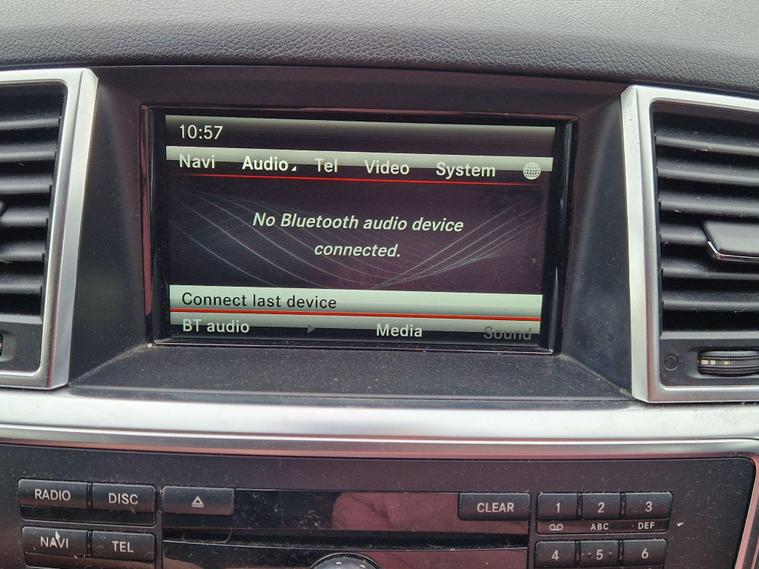 10:57
Navi Audio Tel Video System
No Bluetooth audio device
connected.
Connect last device
BT audio Media Sound
RADIO DISC CLEAR 1 2 3
ABC DEF
NAVI TEL 4 5 6